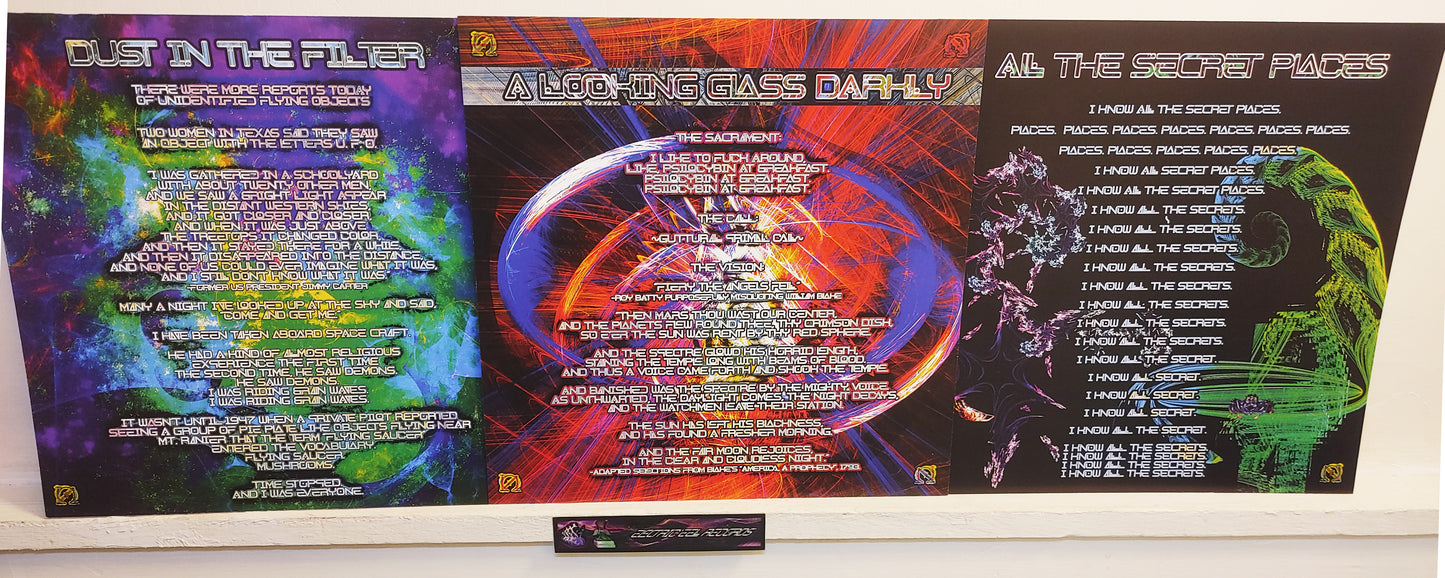 DUST IN THE FILTER
THERE WERE MORE REPORTS TODAY
OF UNIDENTIFIED FLYING OBJECTS
TWO WOMEN IN TEXAS SAID THEY SAW
AN OBJECT WITH THE LETTERS U. F. O.
"I WAS GATHERED IN A SCHOOLYARD
WITH ABOUT TWENTY OTHER MEN,
AND WE SAW A BRIGHT LIGHT APPEAR
IN THE DISTANT WESTERN SKIES,
AND IT GOT CLOSER AND CLOSER
AND WHEN IT WAS JUST ABOVE
THE TREETOPS IT CHANGED COLOR,
AND THEN IT STAYED THERE FOR A WHILE,
AND THEN IT DISAPPEARED INTO THE DISTANCE,
AND NONE OF US COULD EVER IMAGINE WHAT IT WAS,
AND I STILL DON'T KNOW WHAT IT WAS."
-FORMER US PRESIDENT JIMMY CARTER
MANY A NIGHT I'VE LOOKED UP AT THE SKY AND SAID,
"COME AND GET ME."
I HAVE BEEN TAKEN ABOARD SPACE CRAFT.
HE HAD A KIND OF ALMOST RELIGIOUS
EXPERIENCE THE FIRST TIME.
THE SECOND TIME, HE SAW DEMONS.
HE SAW DEMONS.
I WAS RIDING BRAIN WAVES.
I WAS RIDING BRAIN WAVES.
IT WASN'T UNTIL 1947 WHEN A PRIVATE PILOT REPORTED
SEEING A GROUP OF PIE-PLATE LIKE OBJECTS FLYING NEAR
MT. RANIER THAT THE TERM FLYING SAUCER
ENTERED THE VOCABULARY.
FLYING SAUCER.
MUSHROOMS.
TIME STOPPED.
AND I WAS EVERYONE.
A LOOKING GLASS DARKLY
THE SACRAMENT:
I LIKE TO FUCK AROUND,
LIKE, PSILOCYBIN AT BREAKFAST.
PSILOCYBIN AT BREAKFAST.
PSILOCYBIN AT BREAKFAST.
THE CALL:
~GUTTURAL PRIMAL CALL~
THE VISION:
"FIERY THE ANGELS FELL."
-ROY BATTY PURPOSEFULLY MISQUOTING WILLIAM BLAKE
"THEN MARS THOU WAST OUR CENTER,
AND THE PLANETS FLEW ROUND THEE, THY CRIMSON DISK,
SO E'ER THE SUN WAS RENT BY THY RED SPHERE.
AND THE SPECTRE GLOWD HIS HORRID LENGTH,
STAINING THE TEMPLE LONG WITH BEAMS OF BLOOD,
AND THUS A VOICE CAME FORTH AND SHOOK THE TEMPLE
AND BANISHED WAS THE SPECTRE BY THE MIGHTY VOICE
AS UNTHWARTED, THE DAYLIGHT COMES, THE NIGHT DECAYS,
AND THE WATCHMEN LEAVE THEIR STATION.
THE SUN HAS LEFT HIS BLACKNESS,
AND HAS FOUND A FRESHER MORNING,
AND THE FAIR MOON REJOICES,
IN THE CLEAR AND CLOUDLESS NIGHT."
-ADAPTED SELECTIONS FROM BLAKE'S "AMERICA, A PROPHECY", 1793.
ALL THE SECRET PLACES
I KNOW ALL THE SECRET PLACES.
PLACES. PLACES, PLACES, PLACES, PLACES, PLACES, PLACES.
PLACES, PLACES, PLACES, PLACES, PLACES.
I KNOW ALL SECRET PLACES.
I KNOW ALL THE SECRET PLACES.
I KNOW ALL THE SECRETS.
I KNOW ALL THE SECRETS.
I KNOW ALL THE SECRETS.
I KNOW ALL THE SECRETS.
I KNOW ALL THE SECRETS.
I KNOW ALL THE SECRETS.
I KNOW ALL THE SECRETS.
I KNOW ALL THE SECRETS.
I KNOW ALL THE SECRET.
I KNOW ALL SECRET.
I KNOW ALL SECRET.
I KNOW ALL THE SECRET.
I KNOW ALL THE SECRET.
I KNOW ALL THE SECRETS.
I KNOW ALL THE SECRETS.
I KNOW ALL THE SECRETS.
I KNOW ALL THE SECRETS.
RECORDS